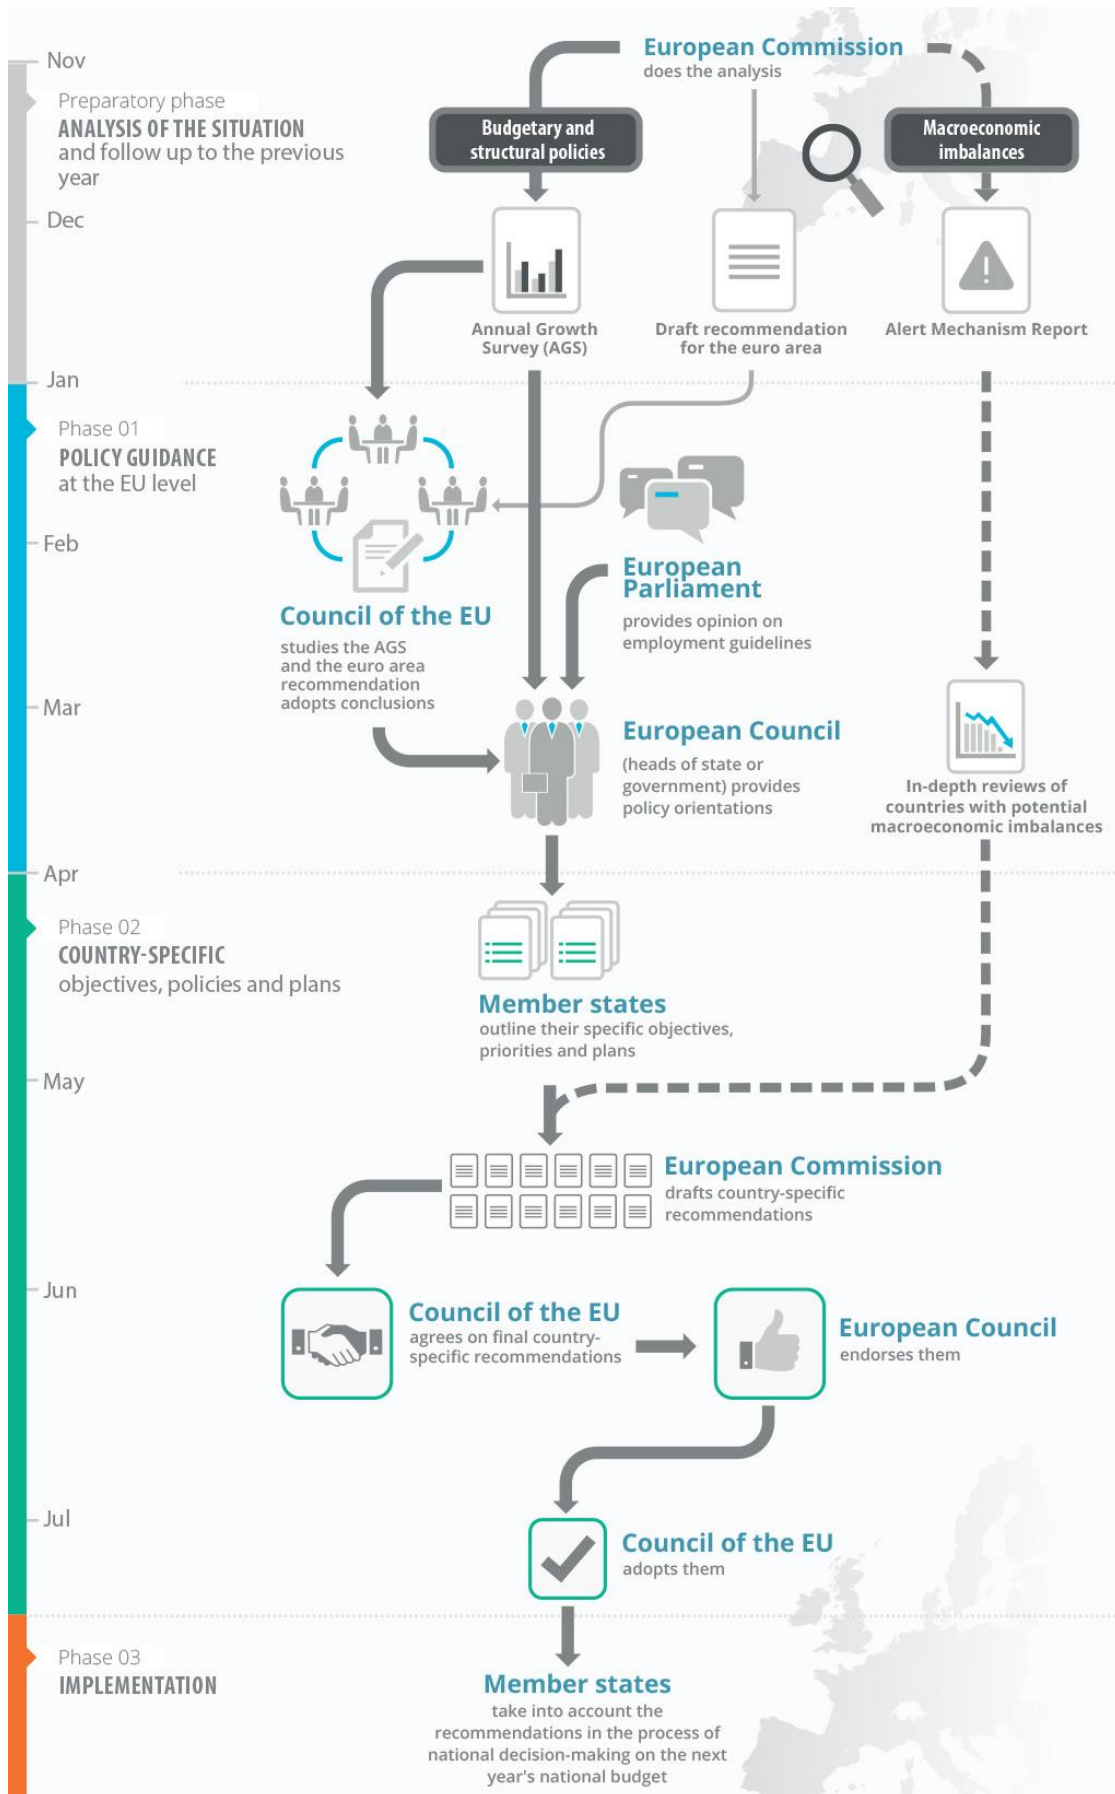 Nov
Preparatory phase
ANALYSIS OF THE SITUATION
and follow up to the previous
year
European Commission
does the analysis
Budgetary and
structural policies
Macroeconomic
imbalances
Dec
Annual Growth
Survey (AGS)
Draft recommendation
for the euro area
Alert Mechanism Report
Jan
Phase 01
POLICY GUIDANCE
at the EU level
Feb
Council of the EU
studies the AGS
and the euro area
recommendation
adopts conclusions
European
Parliament
provides opinion on
employment guidelines
Mar
European Council
(heads of state or
government) provides
policy orientations
In-depth reviews of
countries with potential
macroeconomic imbalances
Apr
Phase 02
COUNTRY-SPECIFIC
objectives, policies and plans
Member states
outline their specific objectives,
priorities and plans
May
European Commission
drafts country-specific
recommendations
Jun
Council of the EU
agrees on final country-
specific recommendations
European Council
endorses them
Jul
Council of the EU
adopts them
Phase 03
IMPLEMENTATION
Member states
take into account the
recommendations in the process of
national decision-making on the next
year's national budget